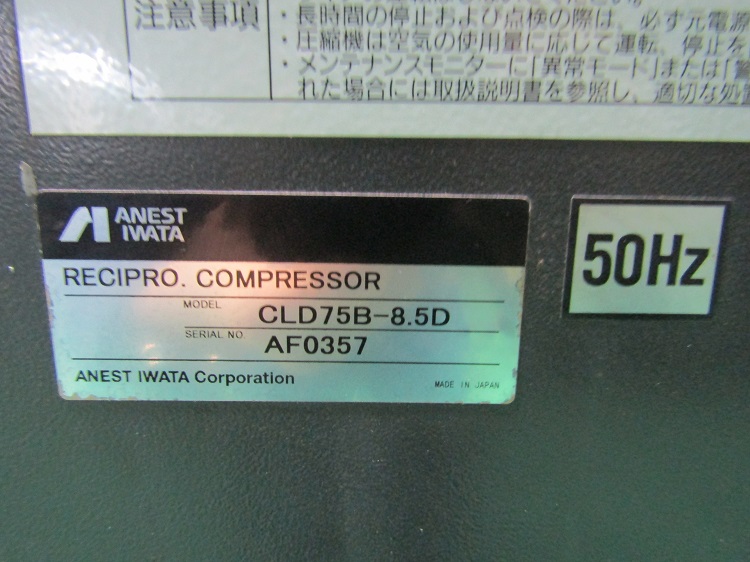 注意事項
・長時間の停止および点検の際は、必ず元電源
・圧縮機は空気の使用量に応じて運転、停止を
・メンテナンスモニターに「異常モード」または「警
れた場合には取扱説明書を参照し、適切な処置
ANEST IWATA
RECIPRO. COMPRESSOR
MODEL CLD75B-8.5D
SERIAL NO. AF0357
ANEST IWATA Corporation
MADE IN JAPAN
50Hz